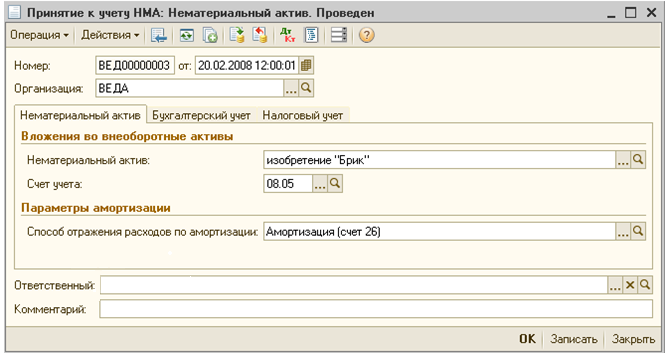 Принятие к учету НМА: Нематериальный актив. Проведен
Операция Действия Дт Кт ?
Номер: ВЕД00000003 от: 20.02.2008 12:00:01
Организация: ВЕДА ...
Нематериальный актив Бухгалтерский учет Налоговый учет
Вложения во внеоборотные активы
Нематериальный актив: изобретение "Брик" ...
Счет учета: 08.05 ...
Параметры амортизации
Способ отражения расходов по амортизации: Амортизация (счет 26) ...
Ответственный: ...
Комментарий:
OK Записать Закрыть